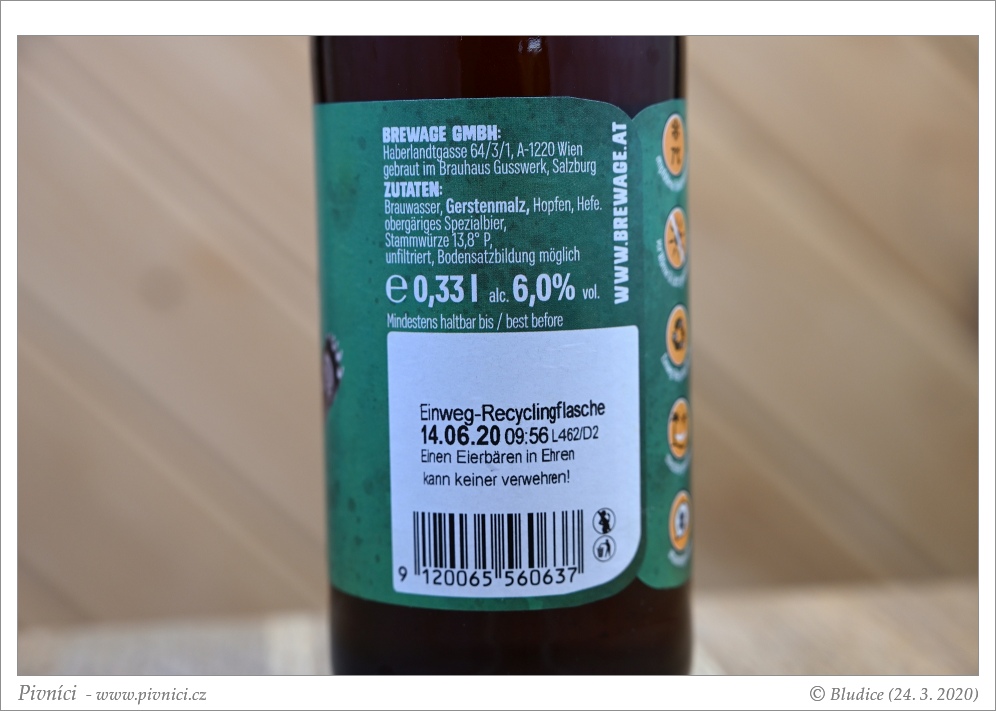 BREWAGE GMBH:
Haberlandtgasse 64/3/1, A-1220 Wien
gebraut im Brauhaus Gusswerk, Salzburg
ZUTATEN:
Brauwasser, Gerstenmalz, Hopfen, Hefe.
obergäriges Spezialbier,
Stammwürze 13,8° P,
unfiltriert, Bodensatzbildung möglich
e 0,33 l alc. 6,0% vol.
Mindestens haltbar bis / best before
WWW.BREWAGE.AT
Einweg-Recyclingflasche
14.06.20 09:56 L462/D2
Einen Eierbären in Ehren
kann keiner verwehren!
9 120065 560637
Pivníci - www.pivnici.cz
© Bludice (24. 3. 2020)